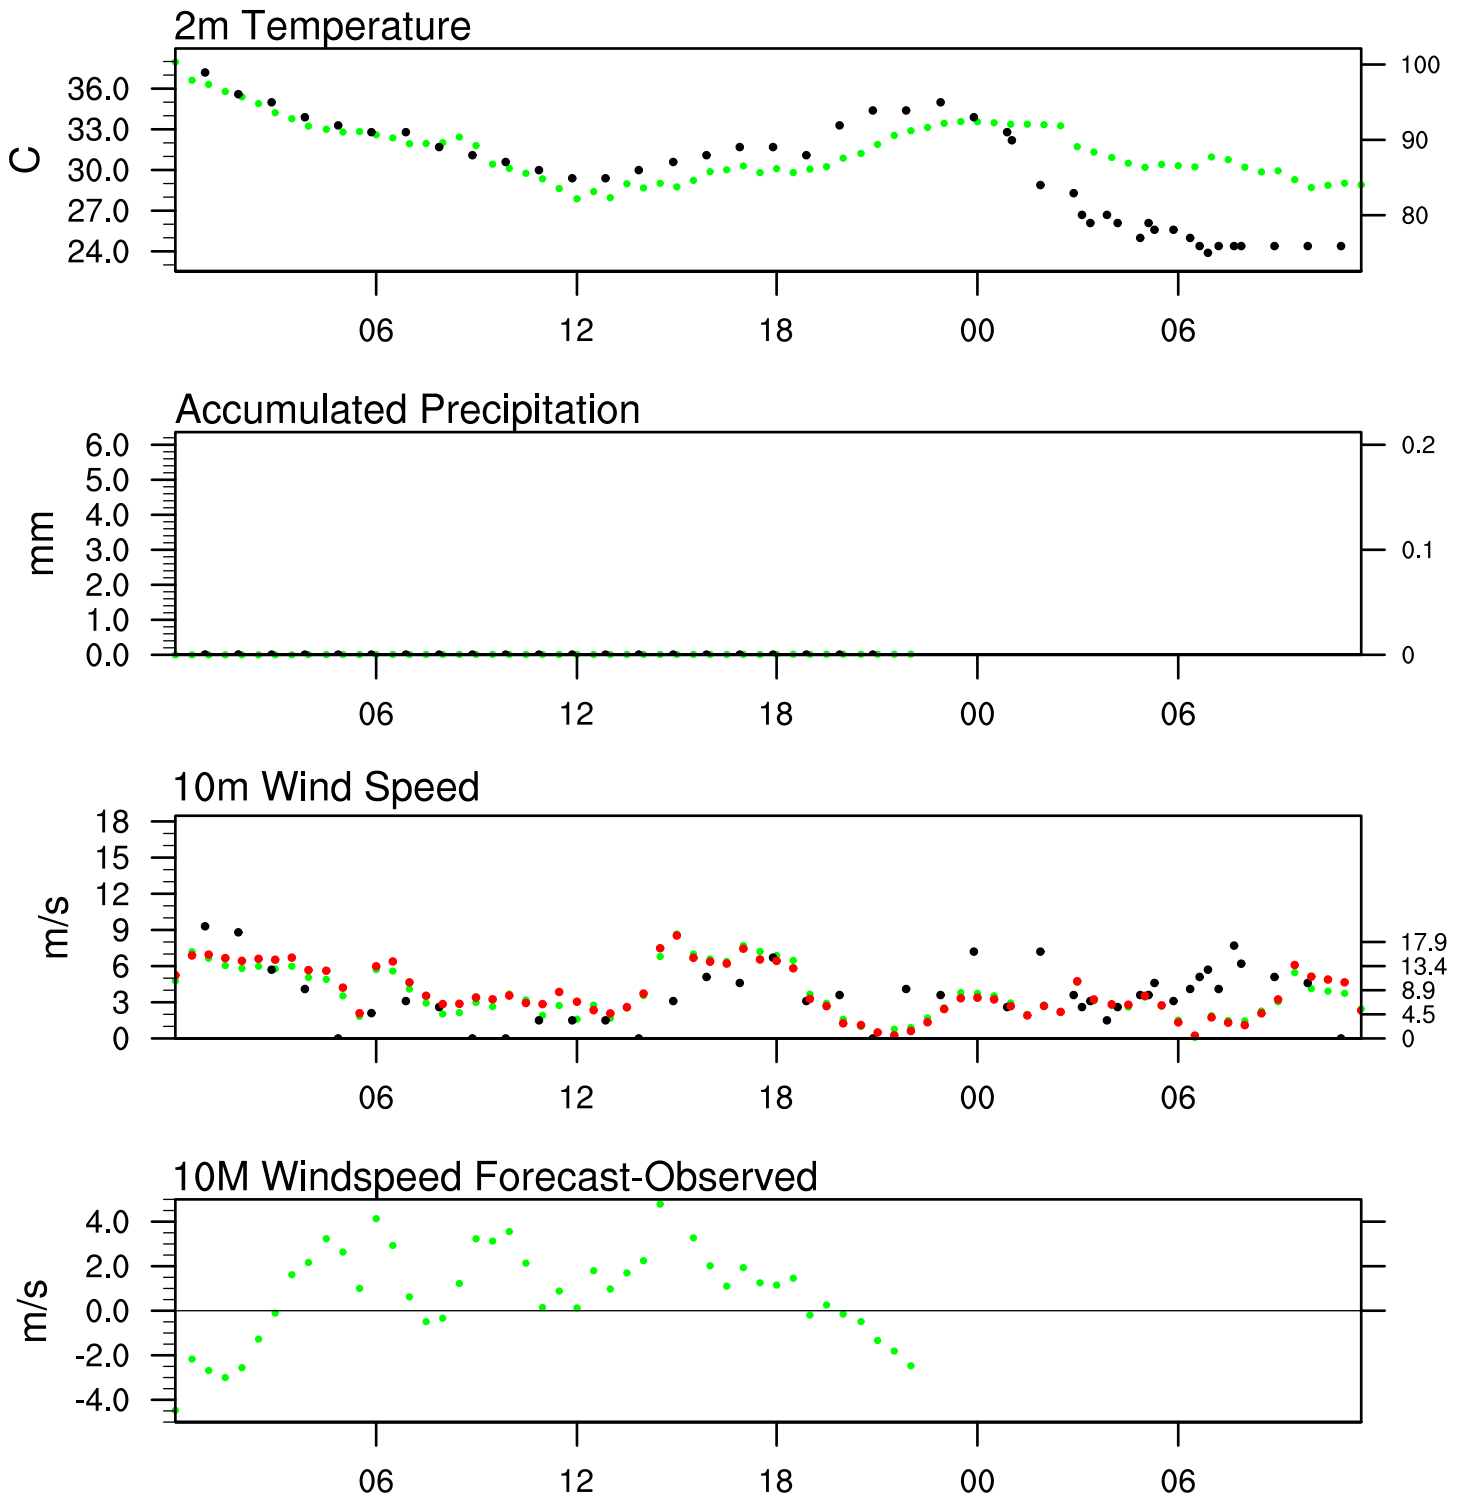 2m Temperature
36.0
33.0
30.0
27.0
24.0
C
100
90
80
06 12 18 00 06
Accumulated Precipitation
6.0
5.0
4.0
3.0
2.0
1.0
0.0
mm
0.2
0.1
0
06 12 18 00 06
10m Wind Speed
18
15
12
9
6
3
0
m/s
17.9
13.4
8.9
4.5
0
06 12 18 00 06
10M Windspeed Forecast-Observed
4.0
2.0
0.0
-2.0
-4.0
m/s
06 12 18 00 06